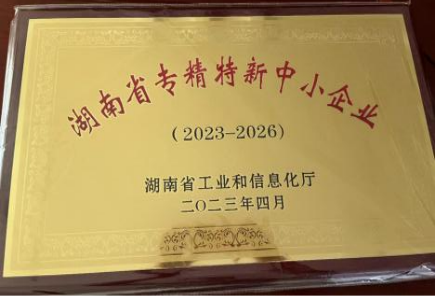 湖南省专精特新中小企业
（2023-2026）
湖南省工业和信息化厅
二〇二三年四月